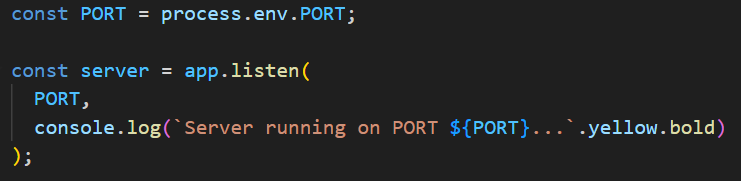 const PORT = process.env.PORT;

const server = app.listen(
  PORT,
  console.log(`Server running on PORT ${PORT}...`.yellow.bold)
);